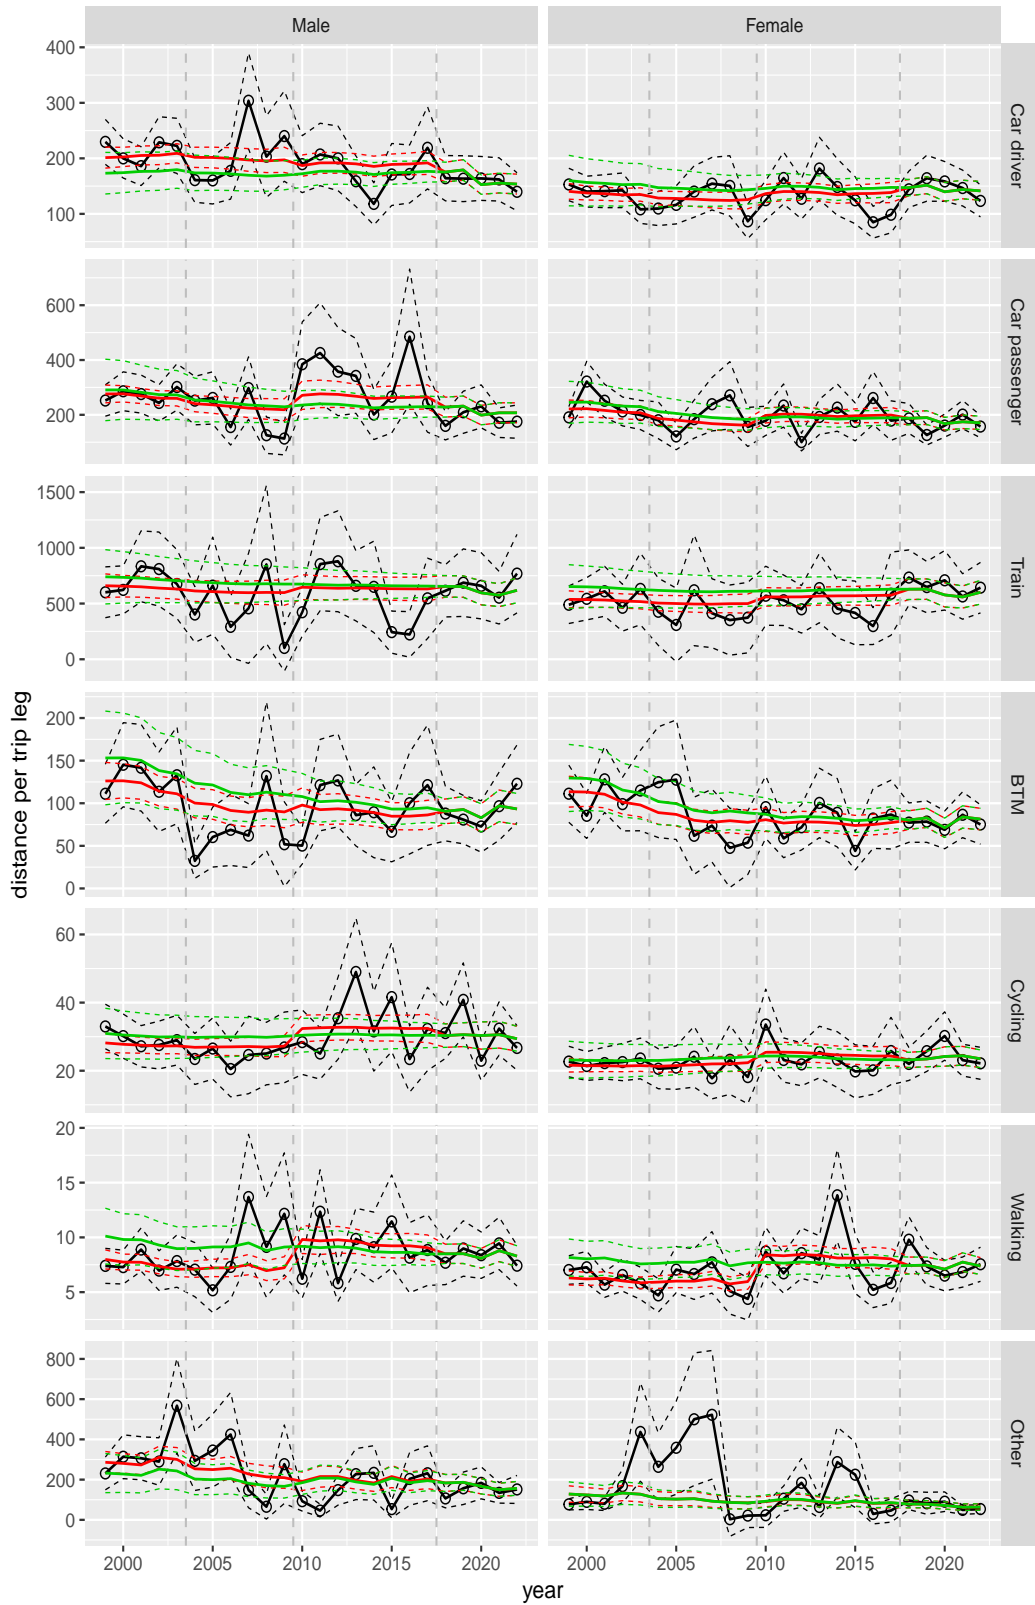 Male Female
400
300
200
100
Car driver
600
400
200
Car passenger
1500
1000
500
0
Train
200
150
100
50
0
BTM
60
40
20
Cycling
20
15
10
5
Walking
800
600
400
200
0
Other
2000 2005 2010 2015 2020 2000 2005 2010 2015 2020
year
distance per trip leg